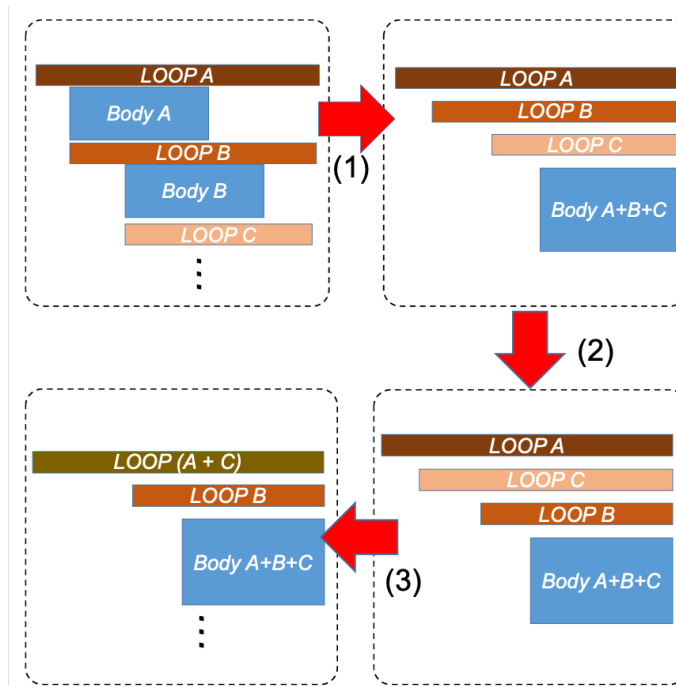 LOOP A
Body A
LOOP B
Body B
LOOP C
⋮
(1)
LOOP A
LOOP B
LOOP C
Body A+B+C
(2)
LOOP A
LOOP C
LOOP B
Body A+B+C
(3)
LOOP (A + C)
LOOP B
Body A+B+C
⋮